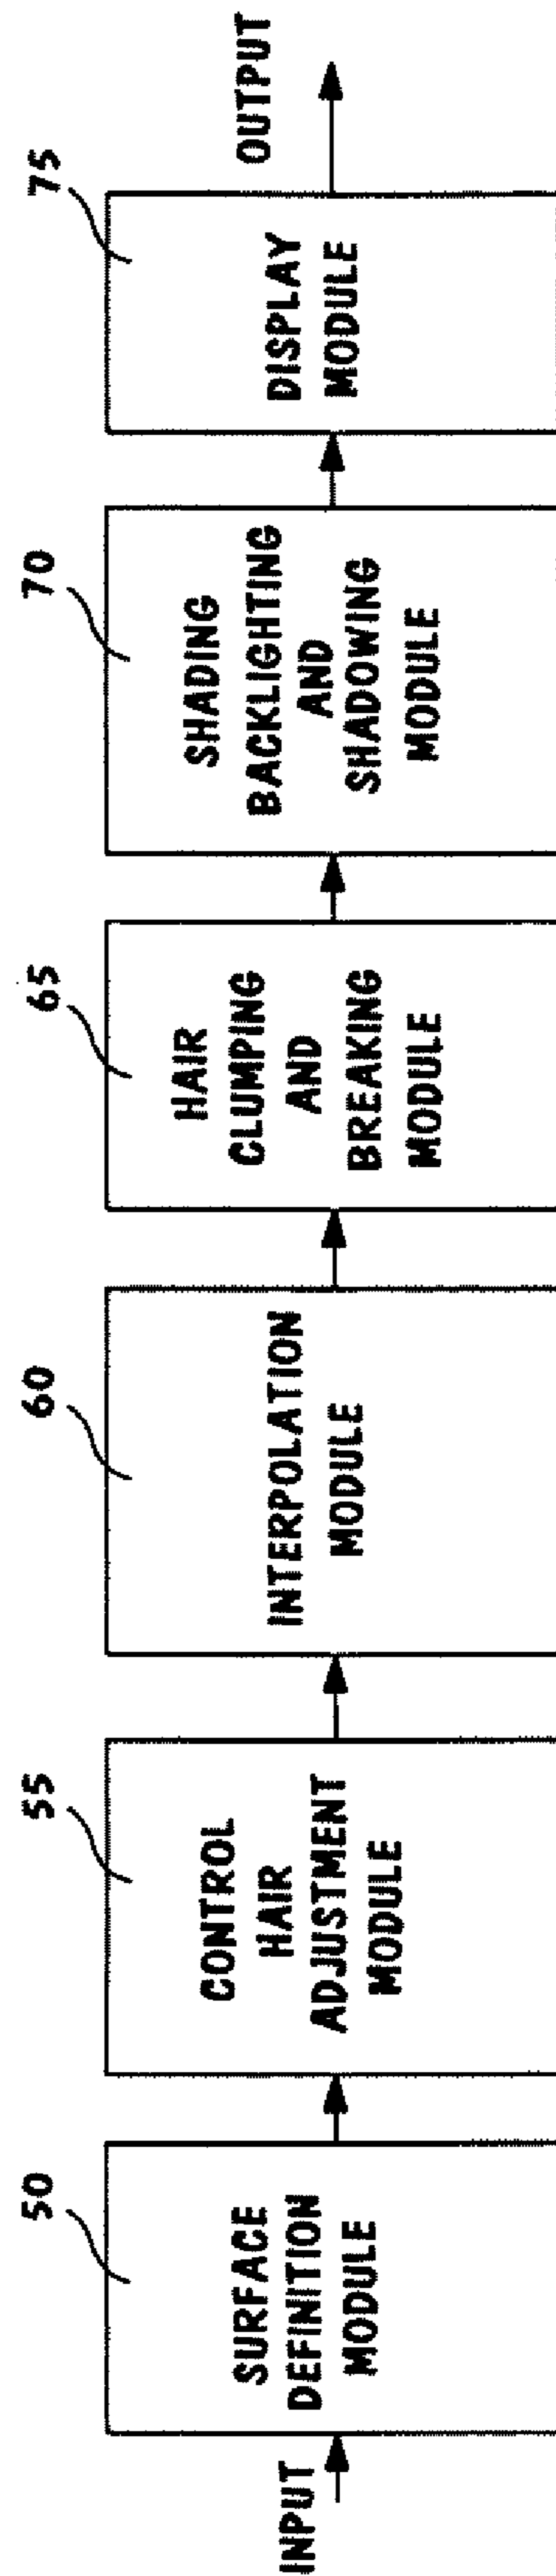 INPUT
50
SURFACE
DEFINITION
MODULE
55
CONTROL
HAIR
ADJUSTMENT
MODULE
60
INTERPOLATION
MODULE
65
HAIR
CLUMPING
AND
BREAKING
MODULE
70
SHADING
BACKLIGHTING
AND
SHADOWING
MODULE
75
DISPLAY
MODULE
OUTPUT